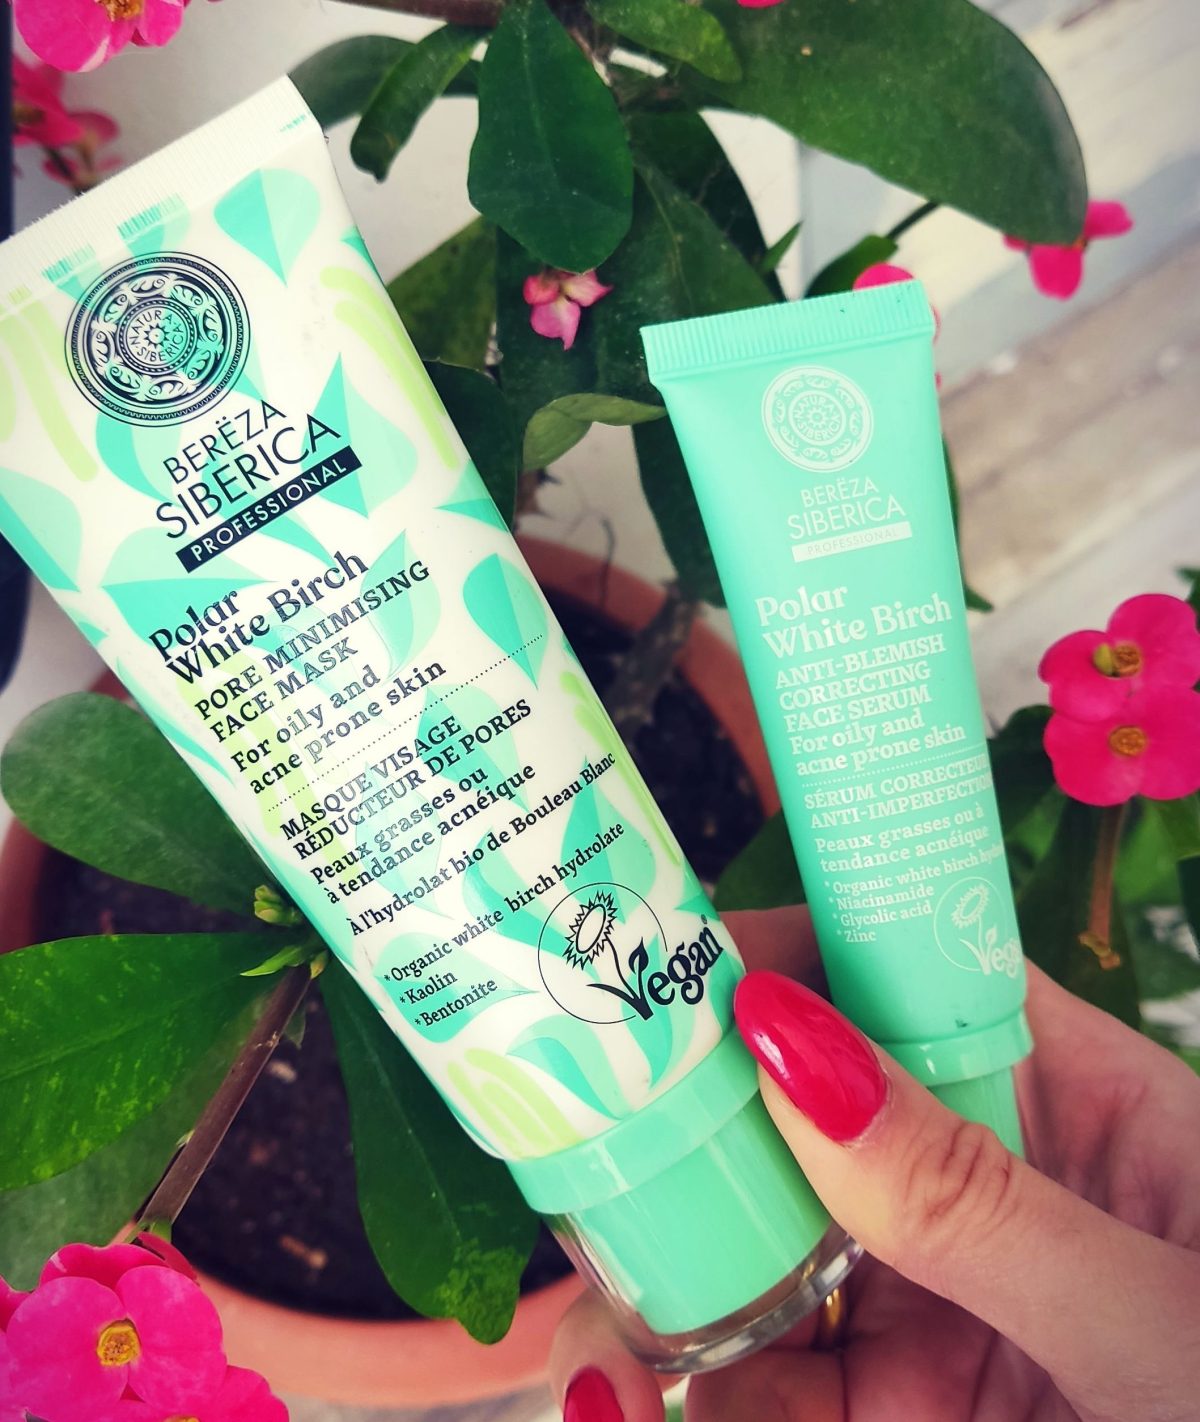 NATURA
SIBERICA
BERËZA
SIBERICA
PROFESSIONAL
Polar
White Birch
PORE MINIMISING
FACE MASK
For oily and
acne prone skin
MASQUE VISAGE
RÉDUCTEUR DE PORES
Peaux grasses ou
à tendance acnéique
À l'hydrolat bio de Bouleau Blanc
*Organic white birch hydrolate
*Kaolin
*Bentonite
Vegan
NATURA
SIBERICA
BERËZA
SIBERICA
PROFESSIONAL
Polar
White Birch
ANTI-BLEMISH
CORRECTING
FACE SERUM
For oily and
acne prone skin
SÉRUM CORRECTEUR
ANTI-IMPERFECTION
Peaux grasses ou à
tendance acnéique
*Organic white birch
*Niacinamide
*Glycolic acid
*Zinc
Vegan